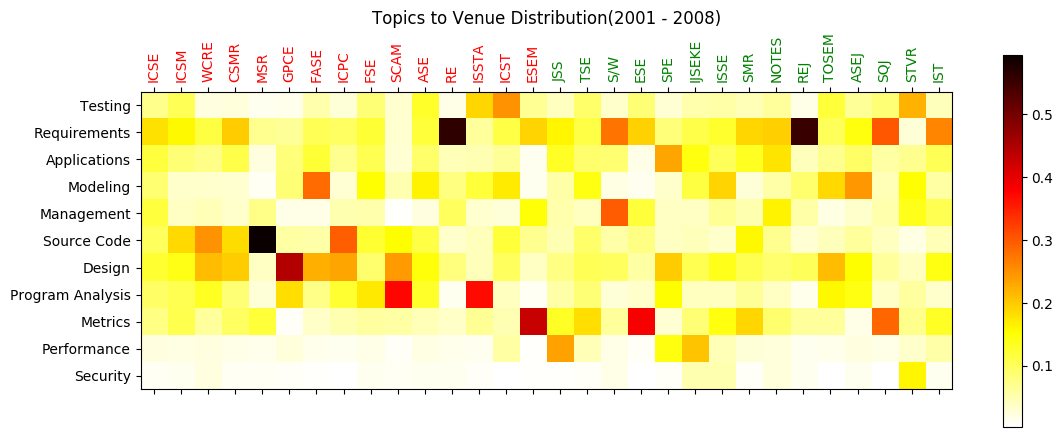 Topics to Venue Distribution(2001 - 2008)
ICSE
ICSM
WCRE
CSMR
MSR
GPCE
FASE
ICPC
FSE
SCAM
ASE
RE
ISSTA
ICST
ESEM
JSS
TSE
S/W
ESE
SPE
IJSEKE
ISSE
SMR
NOTES
REJ
TOSEM
ASEJ
SQJ
STVR
IST
Testing
Requirements
Applications
Modeling
Management
Source Code
Design
Program Analysis
Metrics
Performance
Security
0.5
0.4
0.3
0.2
0.1